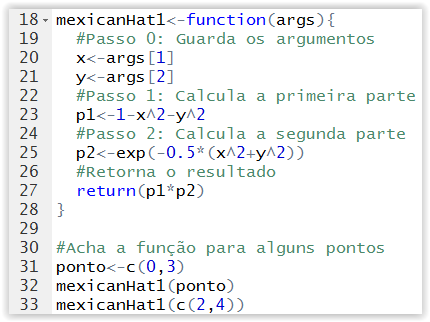 18 mexicanHat1<-function(args){
19   #Passo 0: Guarda os argumentos
20   x<-args[1]
21   y<-args[2]
22   #Passo 1: Calcula a primeira parte
23   p1<-1-x^2-y^2
24   #Passo 2: Calcula a segunda parte
25   p2<-exp(-0.5*(x^2+y^2))
26   #Retorna o resultado
27   return(p1*p2)
28 }
29
30 #Acha a função para alguns pontos
31 ponto<-c(0,3)
32 mexicanHat1(ponto)
33 mexicanHat1(c(2,4))